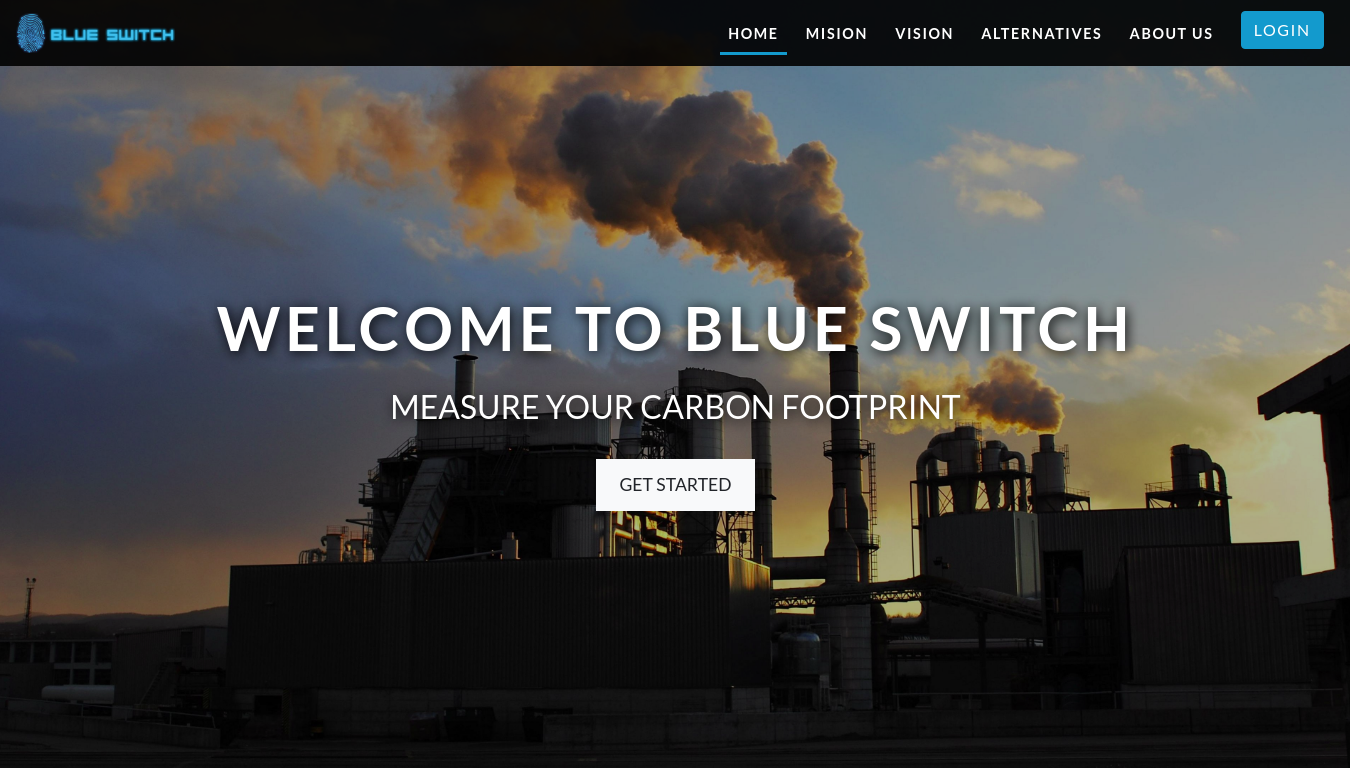 BLUE SWITCH
HOME MISION VISION ALTERNATIVES ABOUT US LOGIN
WELCOME TO BLUE SWITCH
MEASURE YOUR CARBON FOOTPRINT
GET STARTED